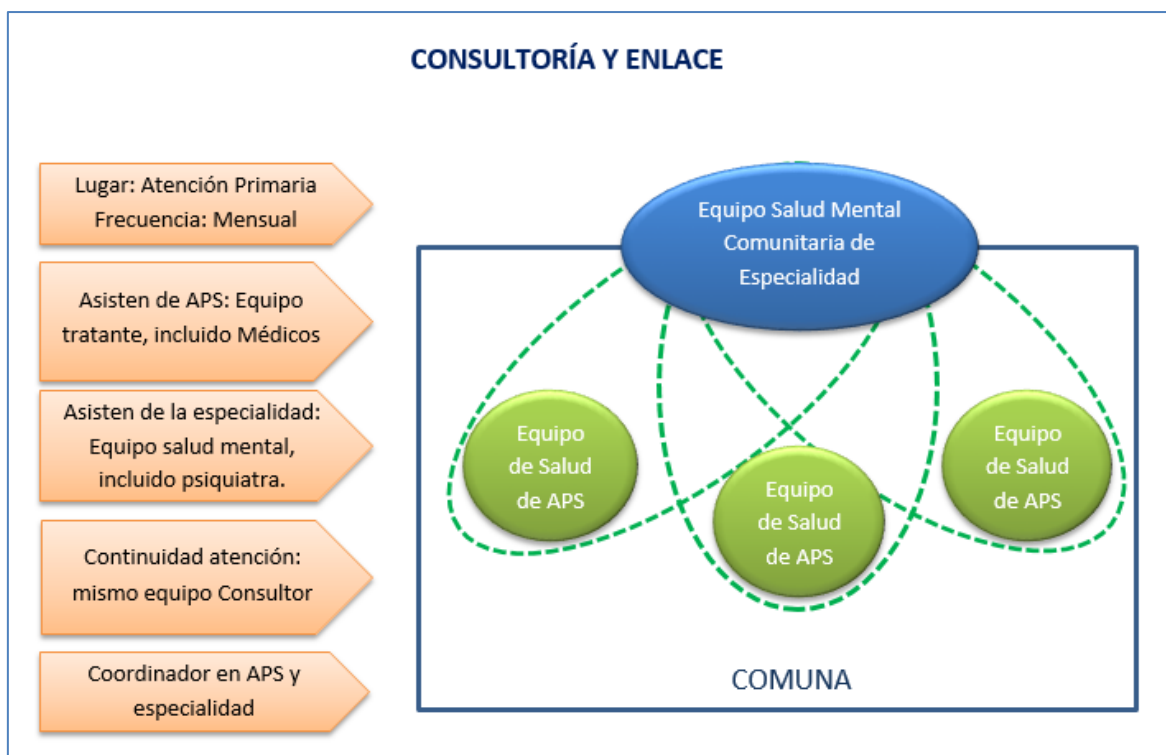 CONSULTORÍA Y ENLACE
Lugar: Atención Primaria
Frecuencia: Mensual
Asisten de APS: Equipo
tratante, incluido Médicos
Asisten de la especialidad:
Equipo salud mental,
incluido psiquiatra.
Continuidad atención:
mismo equipo Consultor
Coordinador en APS y
especialidad
Equipo Salud Mental
Comunitaria de
Especialidad
Equipo
de Salud
de APS
Equipo
de Salud
de APS
Equipo
de Salud
de APS
COMUNA